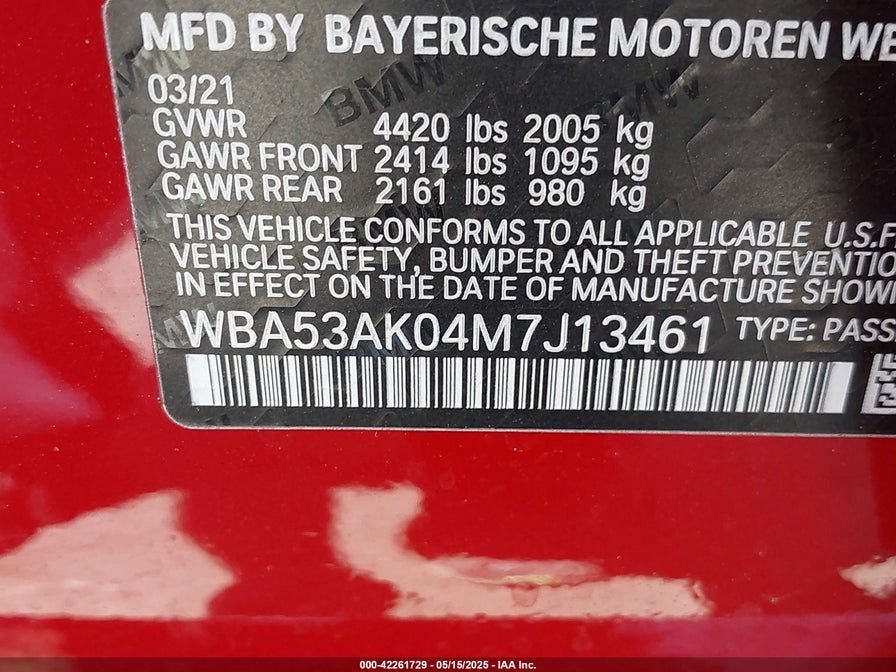 MFD BY BAYERISCHE MOTOREN WE
03/21
GVWR 4420 lbs 2005 kg
GAWR FRONT 2414 lbs 1095 kg
GAWR REAR 2161 lbs 980 kg
THIS VEHICLE CONFORMS TO ALL APPLICABLE U.S.F
VEHICLE SAFETY, BUMPER AND THEFT PREVENTIO
IN EFFECT ON THE DATE OF MANUFACTURE SHOW
WBA53AK04M7J13461 TYPE: PASS
000-42261729 - 05/15/2025 - IAA Inc.